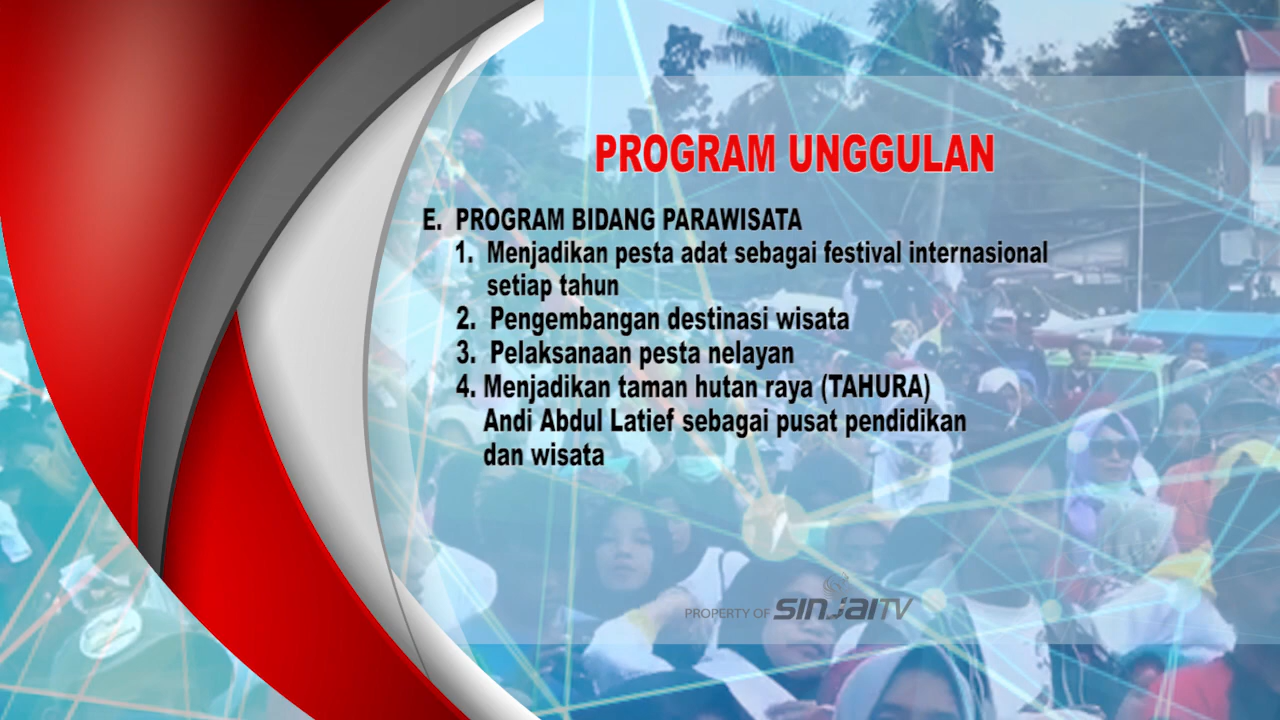 PROGRAM UNGGULAN
E. PROGRAM BIDANG PARAWISATA
1. Menjadikan pesta adat sebagai festival internasional
setiap tahun
2. Pengembangan destinasi wisata
3. Pelaksanaan pesta nelayan
4. Menjadikan taman hutan raya (TAHURA)
Andi Abdul Latief sebagai pusat pendidikan
dan wisata
PROPERTY OF SINJAITV